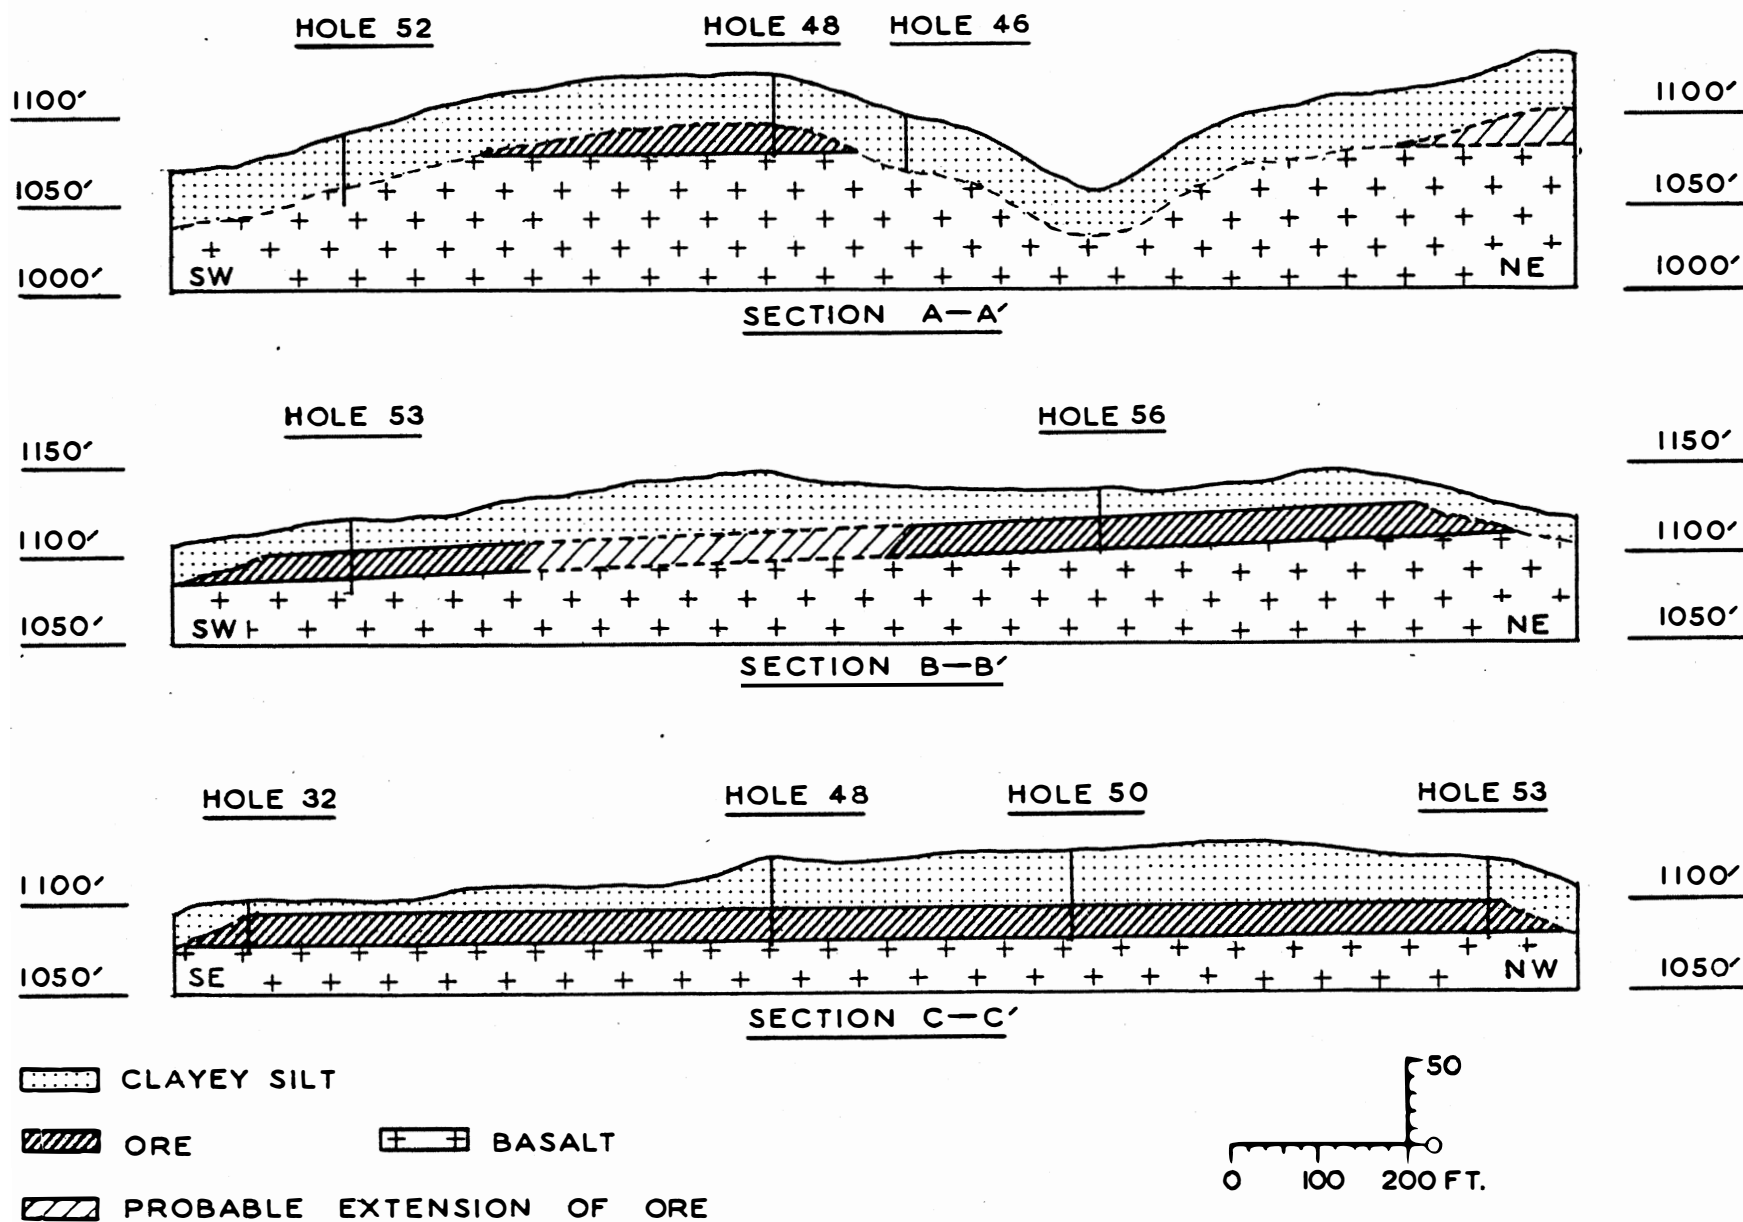 HOLE 52 HOLE 48 HOLE 46
1100′ 1100′
1050′ 1050′
1000′ SW NE 1000′
SECTION A—A′
HOLE 53 HOLE 56
1150′ 1150′
1100′ 1100′
1050′ SW NE 1050′
SECTION B—B′
HOLE 32 HOLE 48 HOLE 50 HOLE 53
1100′ 1100′
1050′ SE NW 1050′
SECTION C—C′
CLAYEY SILT
ORE BASALT
PROBABLE EXTENSION OF ORE
50
0
0 100 200 FT.